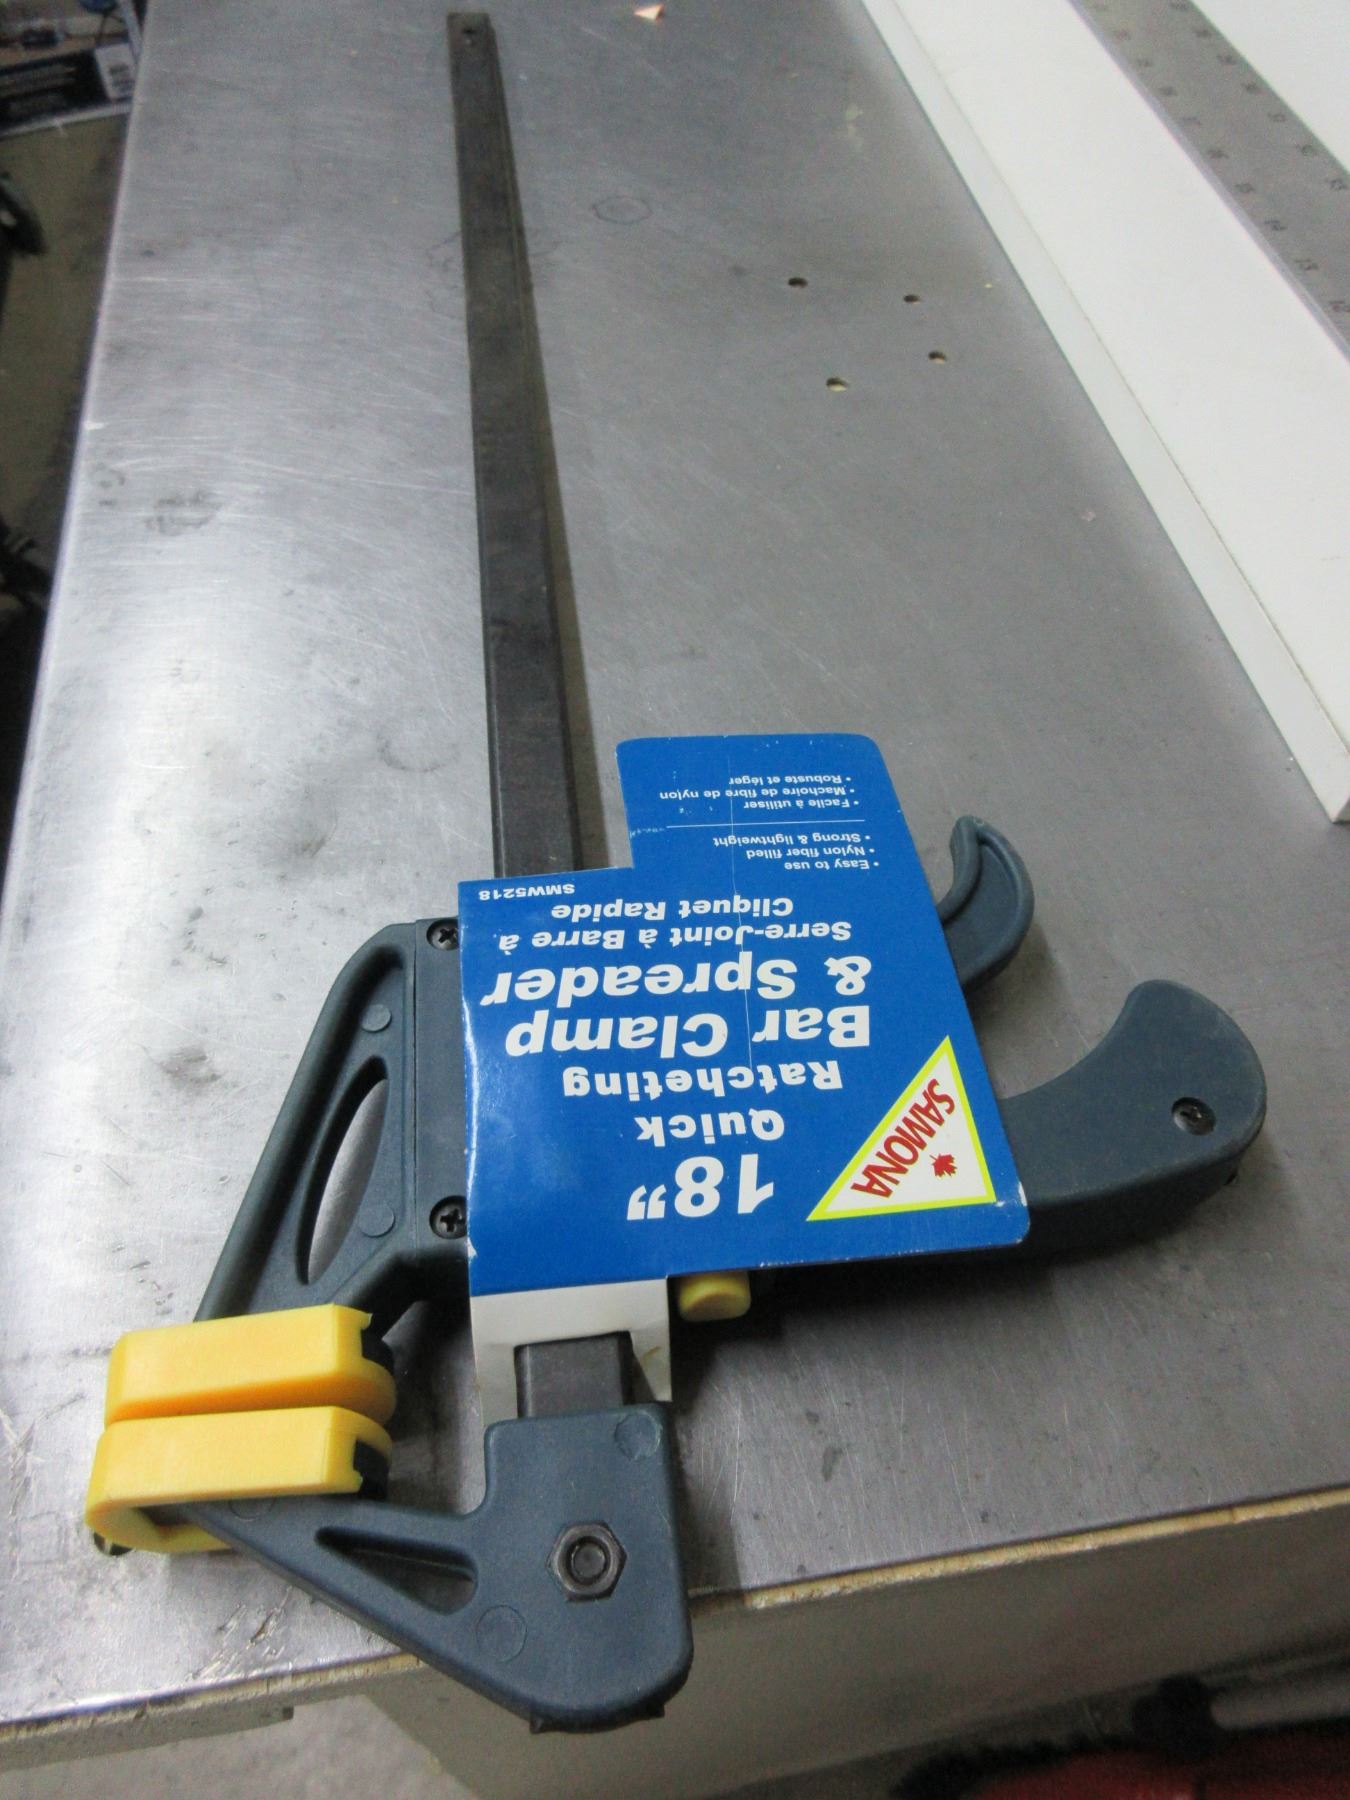 SAMONA
18”
Quick
Ratcheting
Bar Clamp
& Spreader
Serre-Joint à Barre à
Cliquet Rapide
SMW5218
• Easy to use
• Nylon fiber filled
• Strong & lightweight
• Facile à utiliser
• Machoire de fibre de nylon
• Robuste et léger